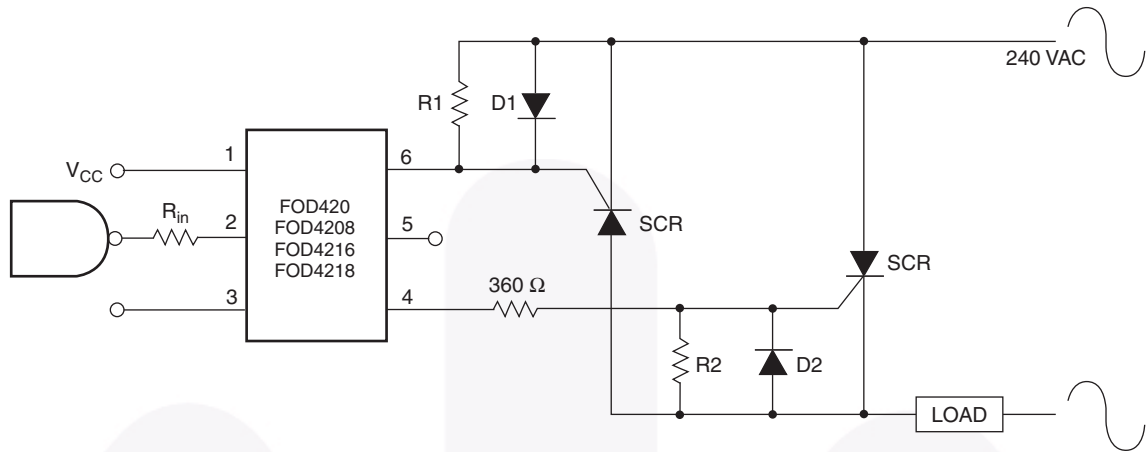 240 VAC
R1
D1
V_CC
1
6
R_in
2
FOD420
FOD4208
FOD4216
FOD4218
5
SCR
SCR
3
4
360 Ω
R2
D2
LOAD